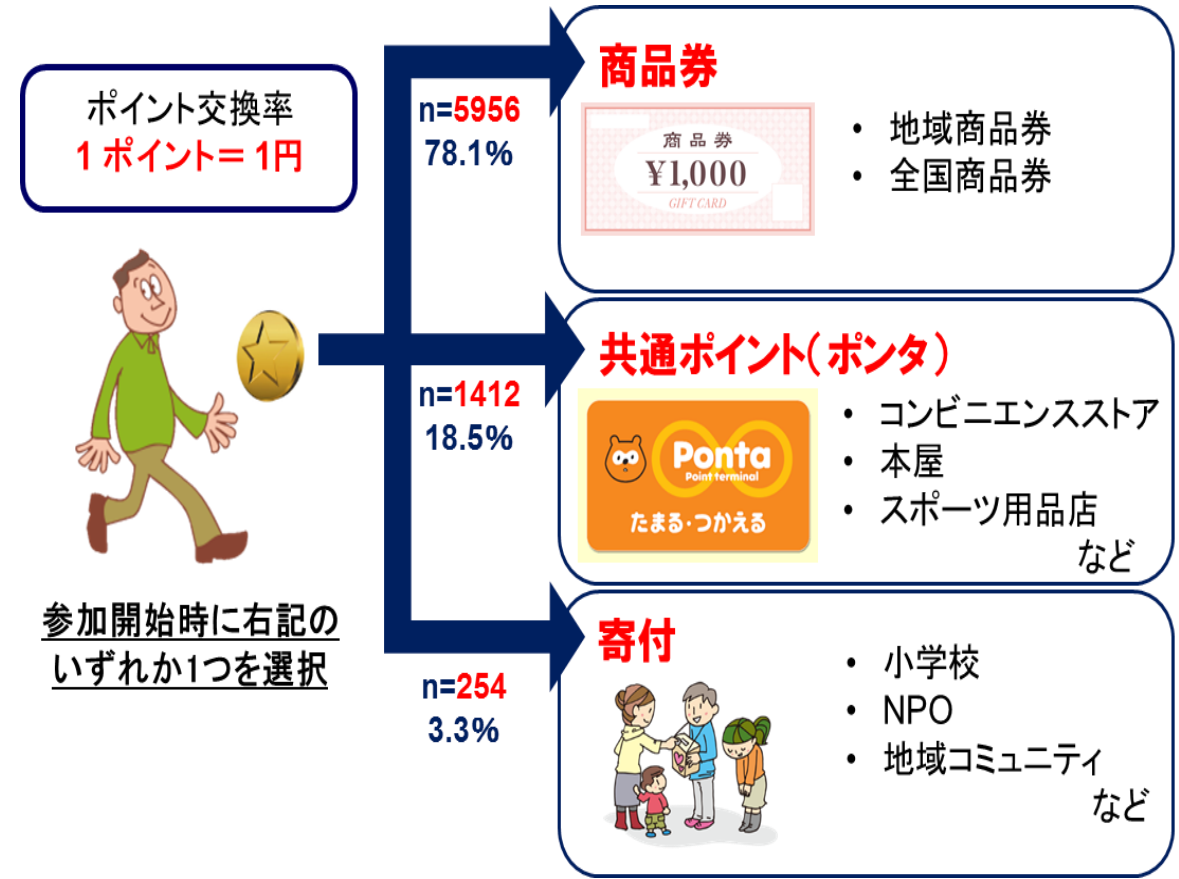 ポイント交換率
1ポイント＝1円
参加開始時に右記の
いずれか1つを選択
n=5956
78.1%
商品券
商品券
¥1,000
GIFT CARD
• 地域商品券
• 全国商品券
n=1412
18.5%
共通ポイント(ポンタ)
Ponta
Point terminal
たまる・つかえる
• コンビニエンスストア
• 本屋
• スポーツ用品店
など
n=254
3.3%
寄付
• 小学校
• NPO
• 地域コミュニティ
など